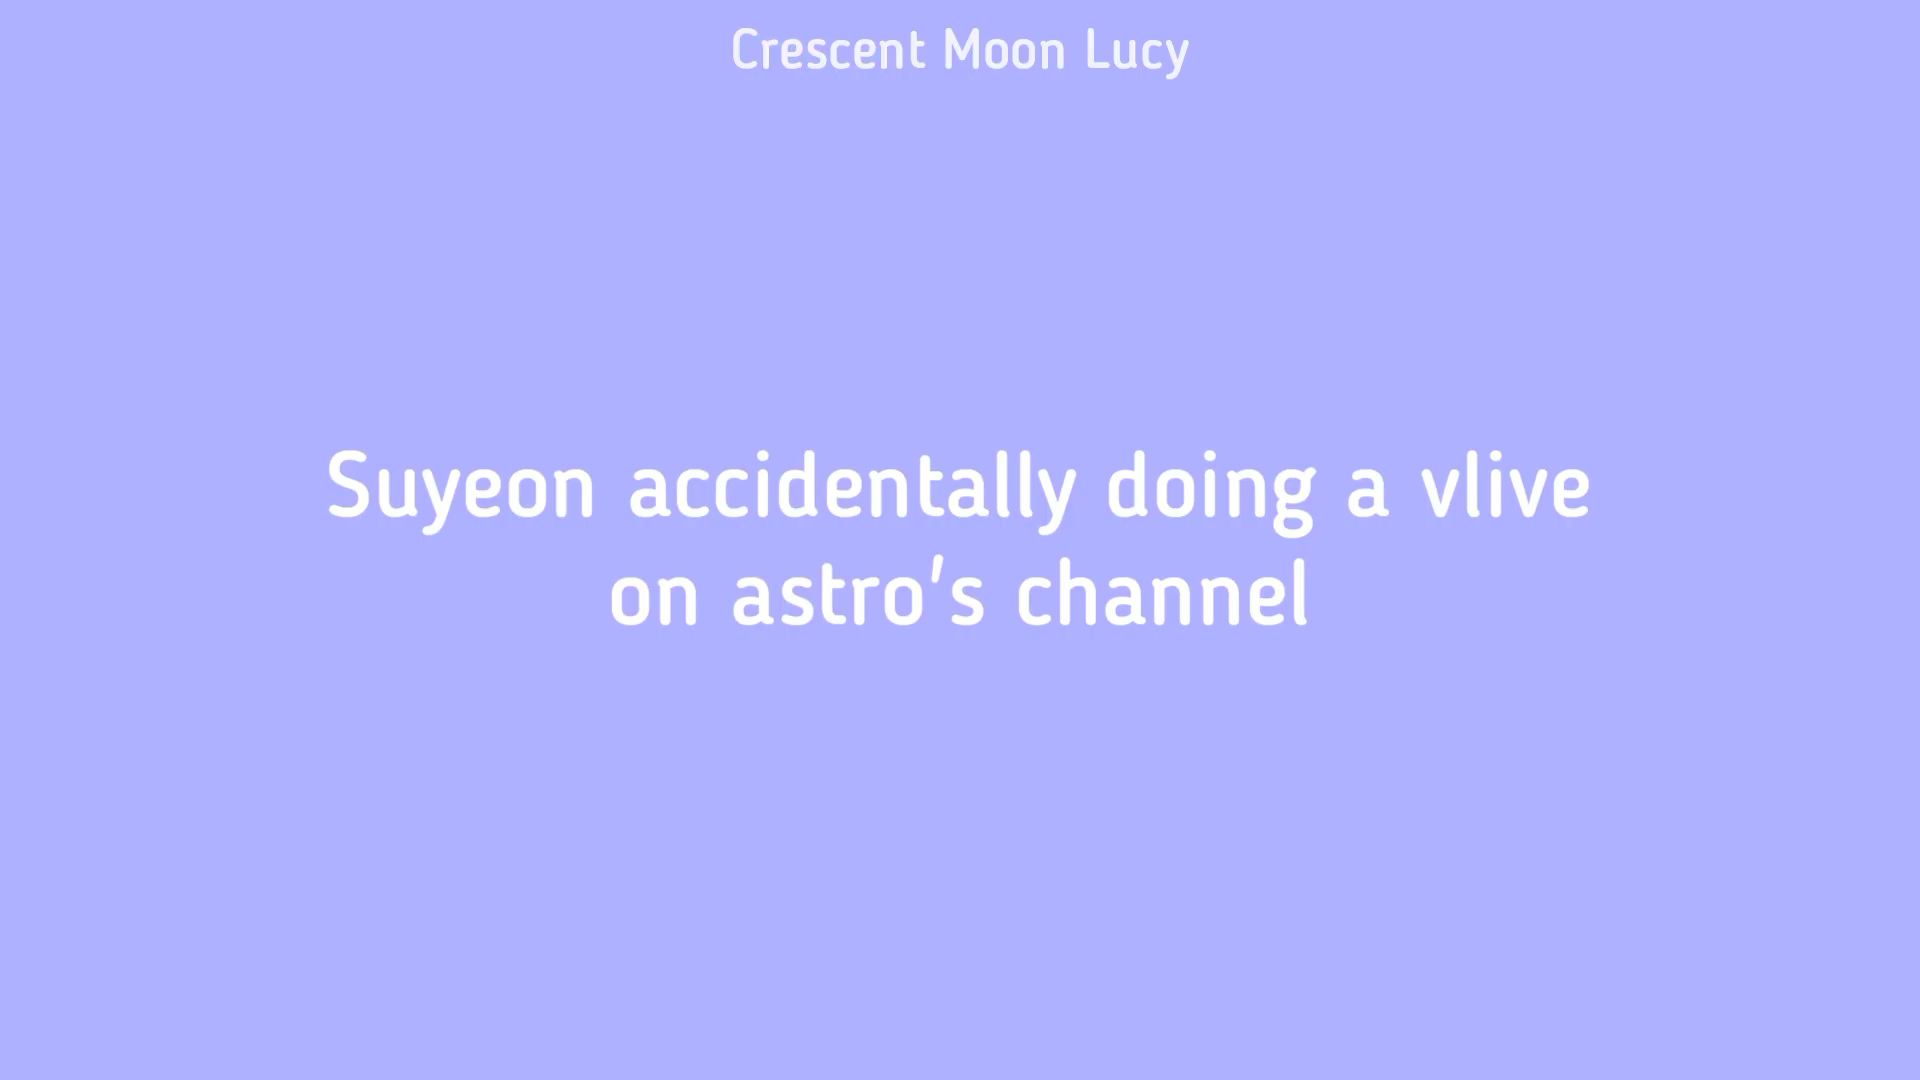 Crescent Moon Lucy
Suyeon accidentally doing a vlive
on astro's channel